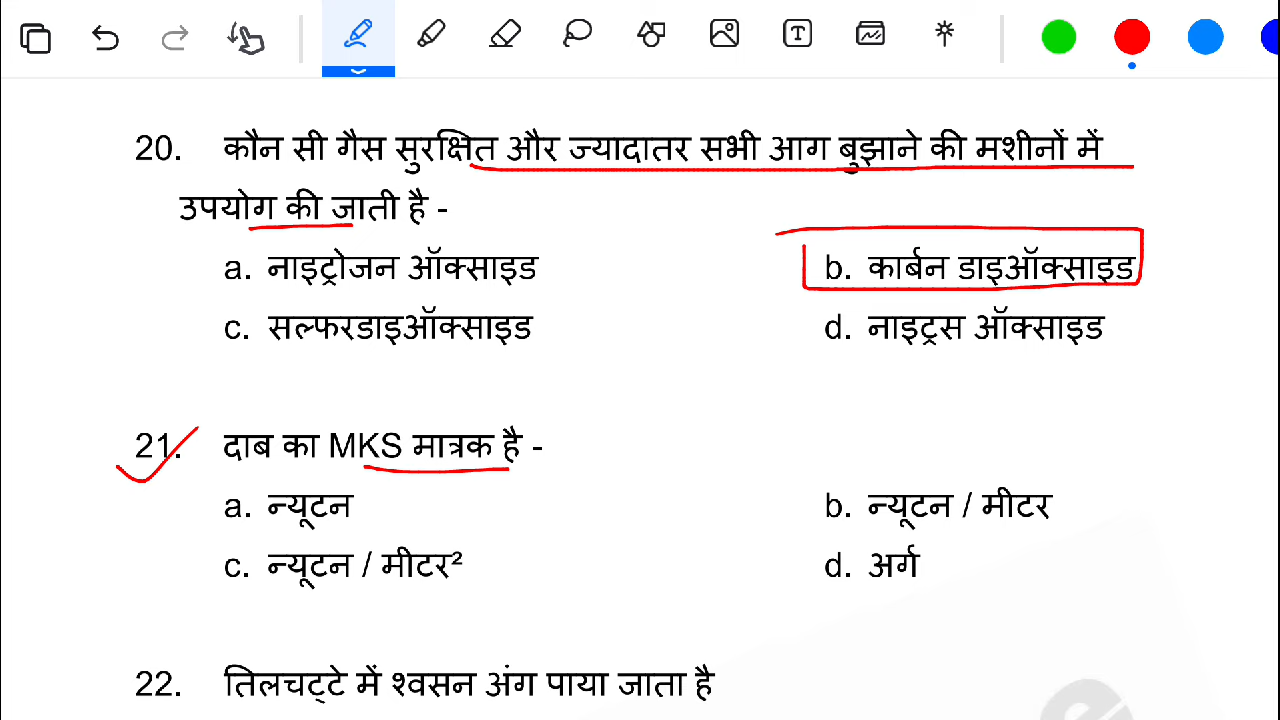 20. कौन सी गैस सुरक्षित और ज्यादातर सभी आग बुझाने की मशीनों में
उपयोग की जाती है -
a. नाइट्रोजन ऑक्साइड b. कार्बन डाइऑक्साइड
c. सल्फरडाइऑक्साइड d. नाइट्रस ऑक्साइड
21. दाब का MKS मात्रक है -
a. न्यूटन b. न्यूटन / मीटर
c. न्यूटन / मीटर² d. अर्ग
22. तिलचट्टे में श्वसन अंग पाया जाता है